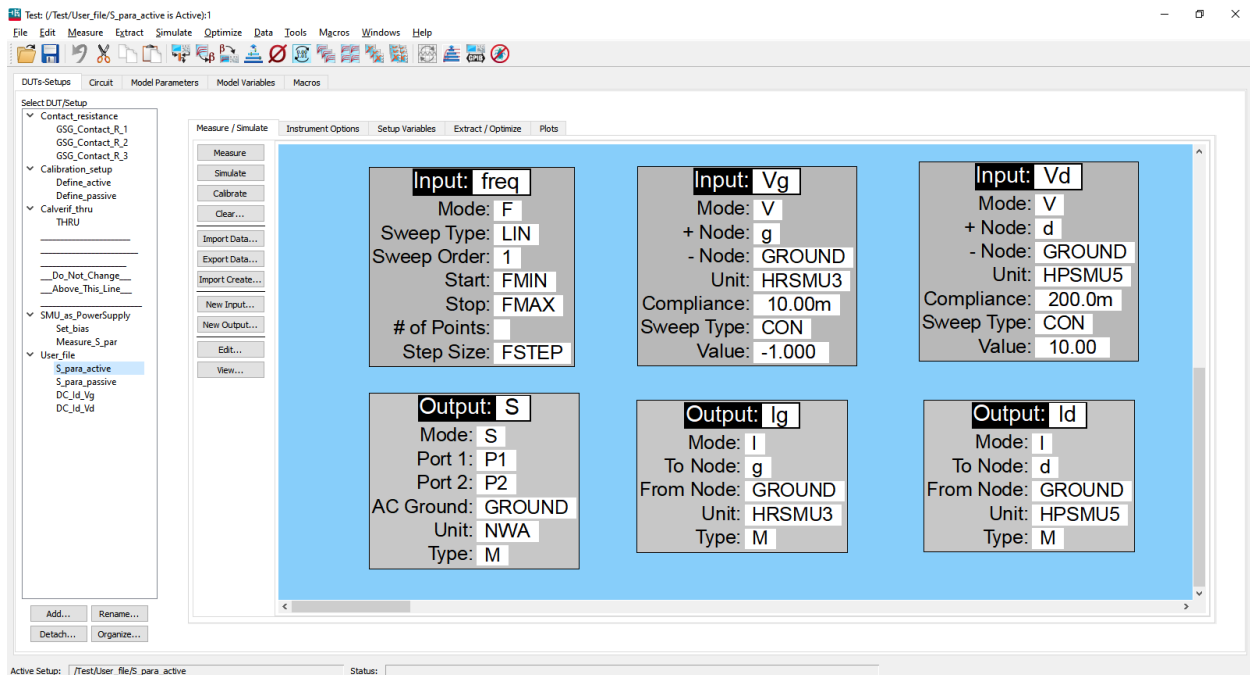 Test: (/Test/User_file/S_para_active is Active):1
File Edit Measure Extract Simulate Optimize Data Tools Macros Windows Help
DUTs-Setups Circuit Model Parameters Model Variables Macros
Select DUT/Setup
Contact_resistance
GSG_Contact_R_1
GSG_Contact_R_2
GSG_Contact_R_3
Calibration_setup
Define_active
Define_passive
Calverif_thru
THRU
__Do_Not_Change__
__Above_This_Line__
SMU_as_PowerSupply
Set_bias
Measure_S_par
User_file
S_para_active
S_para_passive
DC_Id_Vg
DC_Id_Vd
Add... Rename...
Detach... Organize...
Measure / Simulate Instrument Options Setup Variables Extract / Optimize Plots
Measure
Simulate
Calibrate
Clear...
Import Data...
Export Data...
Import Create...
New Input...
New Output...
Edit...
View...
Input: freq
Mode: F
Sweep Type: LIN
Sweep Order: 1
Start: FMIN
Stop: FMAX
# of Points:
Step Size: FSTEP
Input: Vg
Mode: V
+ Node: g
- Node: GROUND
Unit: HRSMU3
Compliance: 10.00m
Sweep Type: CON
Value: -1.000
Input: Vd
Mode: V
+ Node: d
- Node: GROUND
Unit: HPSMU5
Compliance: 200.0m
Sweep Type: CON
Value: 10.00
Output: S
Mode: S
Port 1: P1
Port 2: P2
AC Ground: GROUND
Unit: NWA
Type: M
Output: Ig
Mode: I
To Node: g
From Node: GROUND
Unit: HRSMU3
Type: M
Output: Id
Mode: I
To Node: d
From Node: GROUND
Unit: HPSMU5
Type: M
Active Setup: /Test/User_file/S_para_active Status: